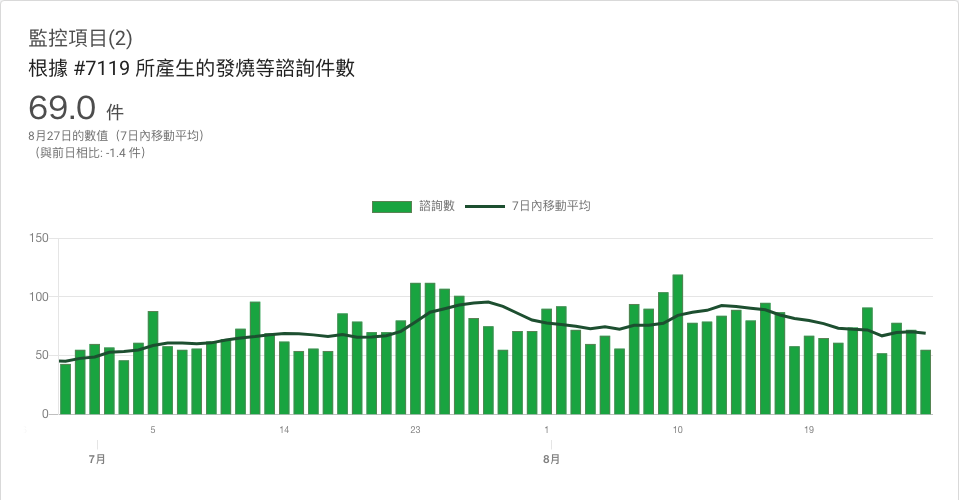 監控項目(2)
根據 #7119 所產生的發燒等諮詢件數
69.0 件
8月27日的數值（7日內移動平均）
（與前日相比: -1.4 件）
諮詢數 7日內移動平均
150
100
50
0
5 14 23 1 10 19
7月 8月